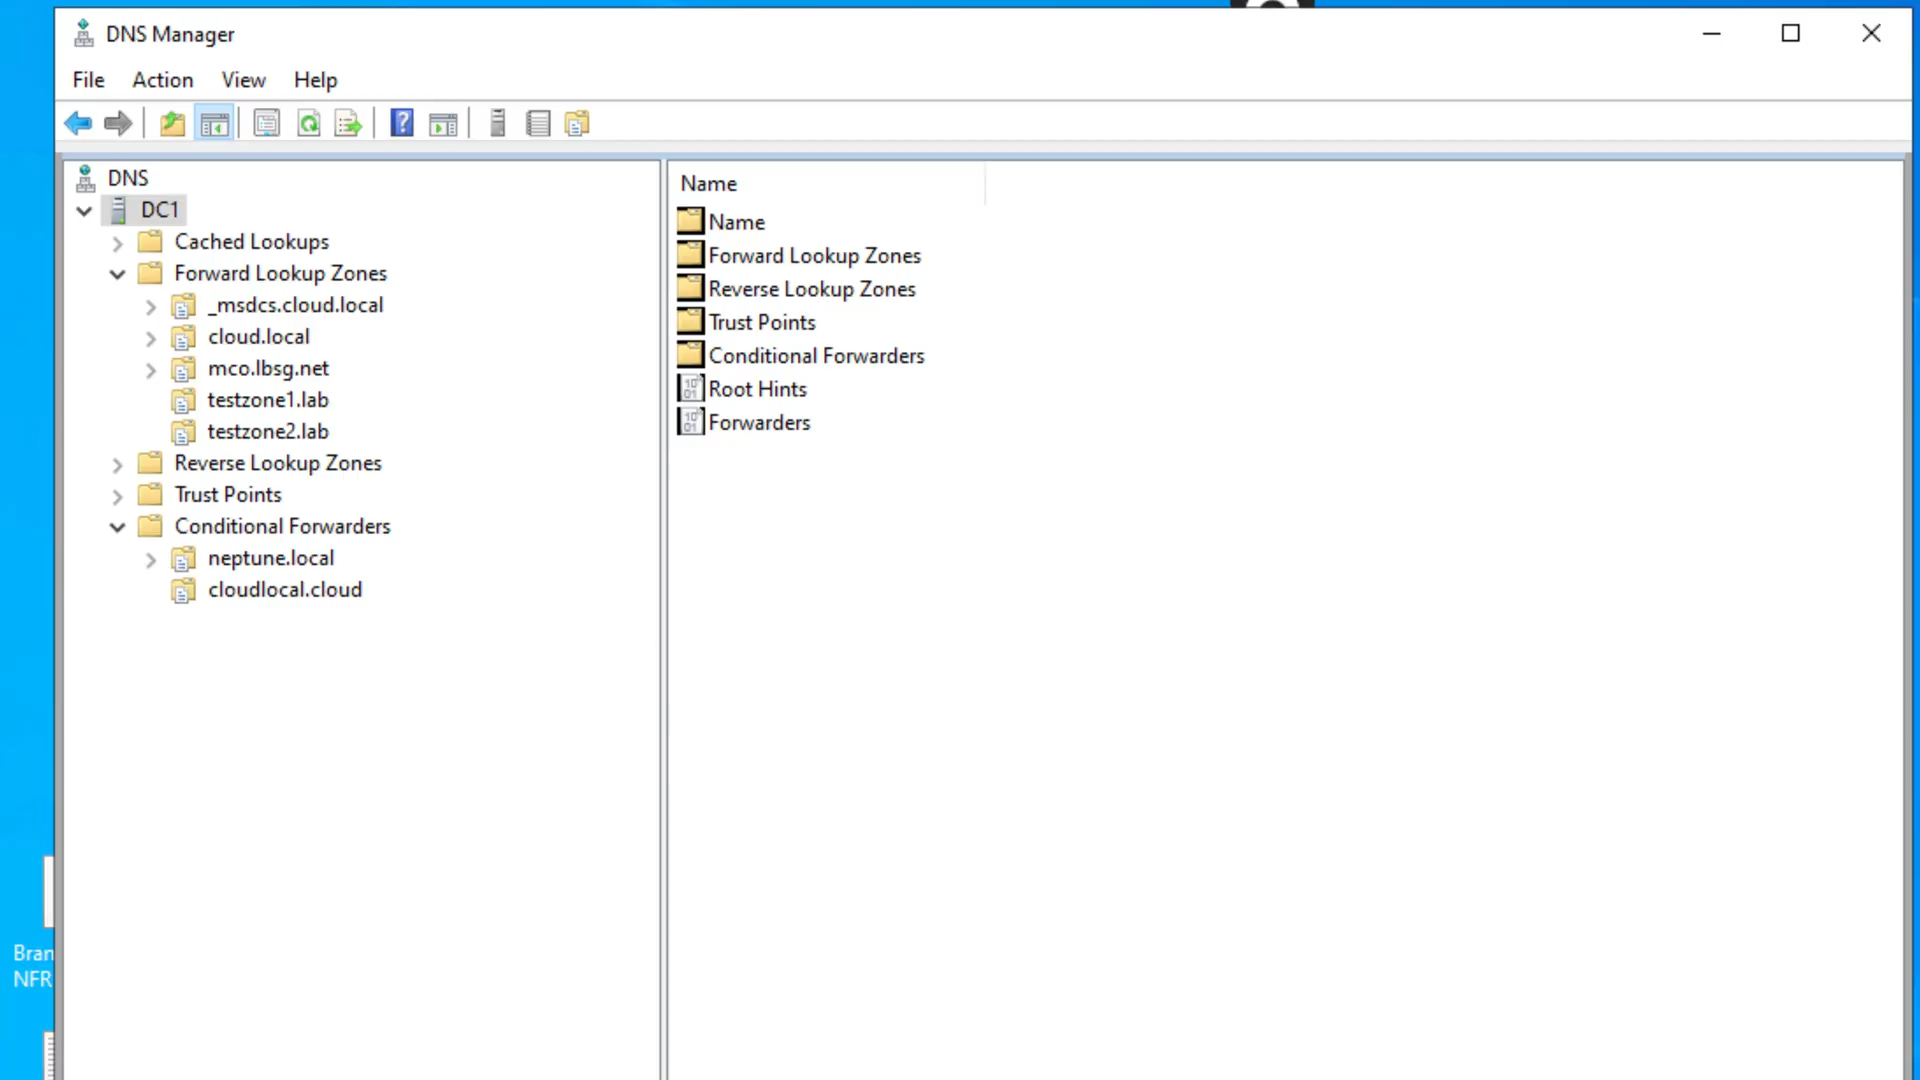 DNS Manager
File Action View Help
DNS
DC1
Cached Lookups
Forward Lookup Zones
_msdcs.cloud.local
cloud.local
mco.lbsg.net
testzone1.lab
testzone2.lab
Reverse Lookup Zones
Trust Points
Conditional Forwarders
neptune.local
cloudlocal.cloud
Name
Name
Forward Lookup Zones
Reverse Lookup Zones
Trust Points
Conditional Forwarders
Root Hints
Forwarders
Bran
NFR